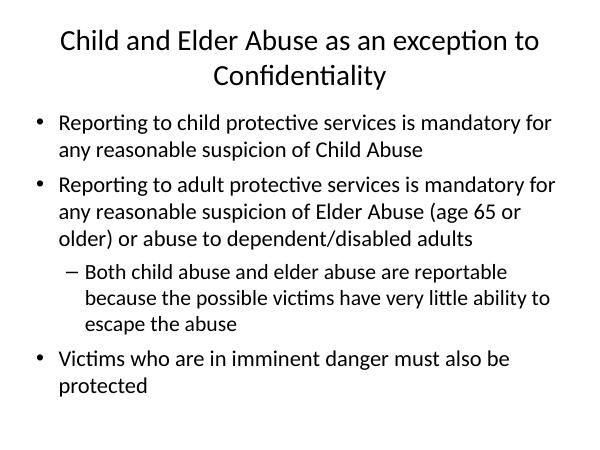 Child and Elder Abuse as an exception to
Confidentiality
• Reporting to child protective services is mandatory for
any reasonable suspicion of Child Abuse
• Reporting to adult protective services is mandatory for
any reasonable suspicion of Elder Abuse (age 65 or
older) or abuse to dependent/disabled adults
– Both child abuse and elder abuse are reportable
because the possible victims have very little ability to
escape the abuse
• Victims who are in imminent danger must also be
protected